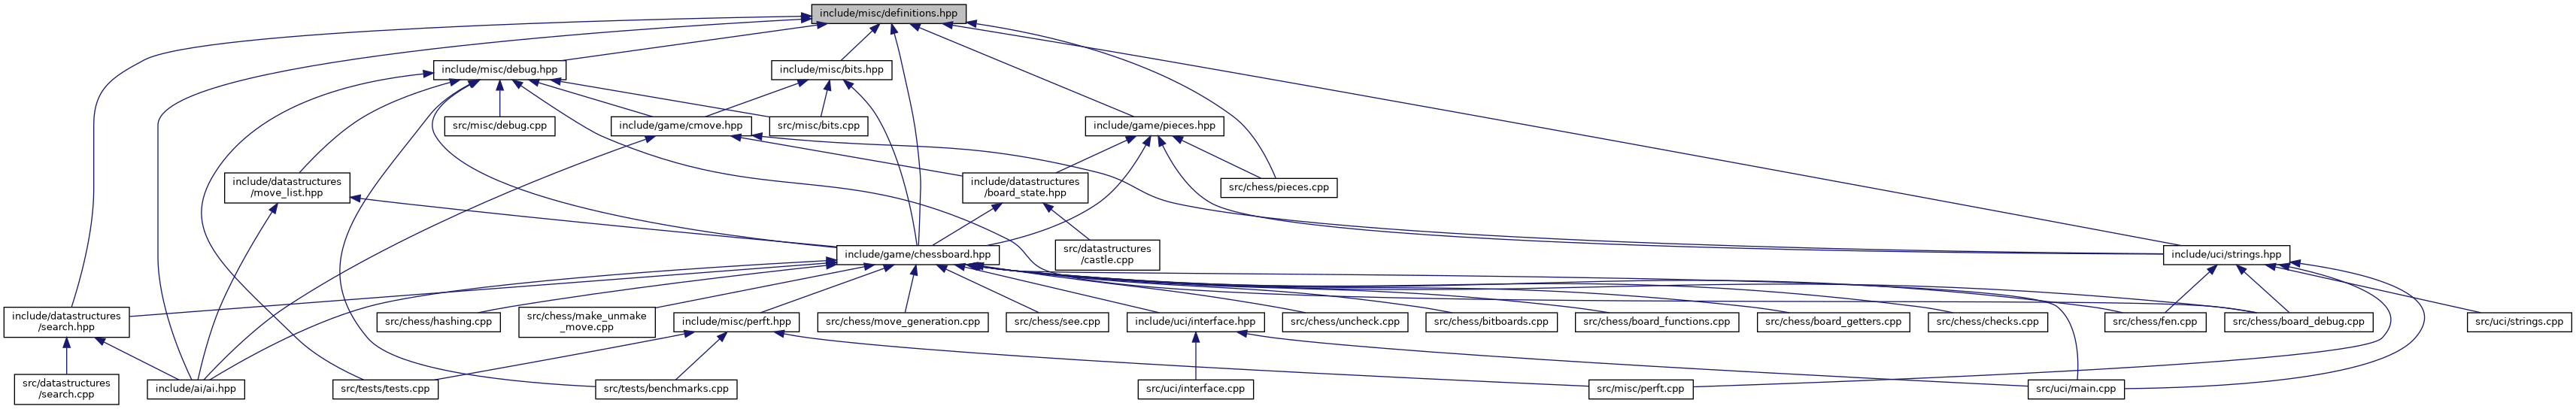 include/misc/definitions.hpp
include/misc/debug.hpp
include/misc/bits.hpp
src/misc/debug.cpp
include/game/cmove.hpp
src/misc/bits.cpp
include/game/pieces.hpp
include/datastructures
/move_list.hpp
include/datastructures
/board_state.hpp
src/chess/pieces.cpp
include/game/chessboard.hpp
src/datastructures
/castle.cpp
include/uci/strings.hpp
include/datastructures
/search.hpp
src/chess/hashing.cpp
src/chess/make_unmake
_move.cpp
include/misc/perft.hpp
src/chess/move_generation.cpp
src/chess/see.cpp
include/uci/interface.hpp
src/chess/uncheck.cpp
src/chess/bitboards.cpp
src/chess/board_functions.cpp
src/chess/board_getters.cpp
src/chess/checks.cpp
src/chess/fen.cpp
src/chess/board_debug.cpp
src/uci/strings.cpp
src/datastructures
/search.cpp
include/ai/ai.hpp
src/tests/tests.cpp
src/tests/benchmarks.cpp
src/uci/interface.cpp
src/misc/perft.cpp
src/uci/main.cpp